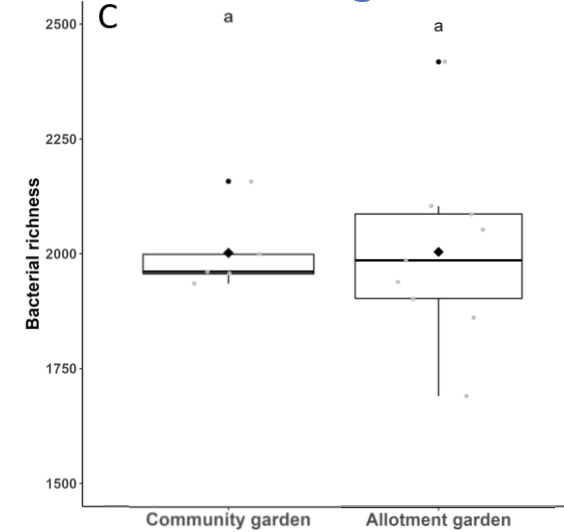 C
a
a
2500
2250
2000
1750
1500
Bacterial richness
Community garden
Allotment garden